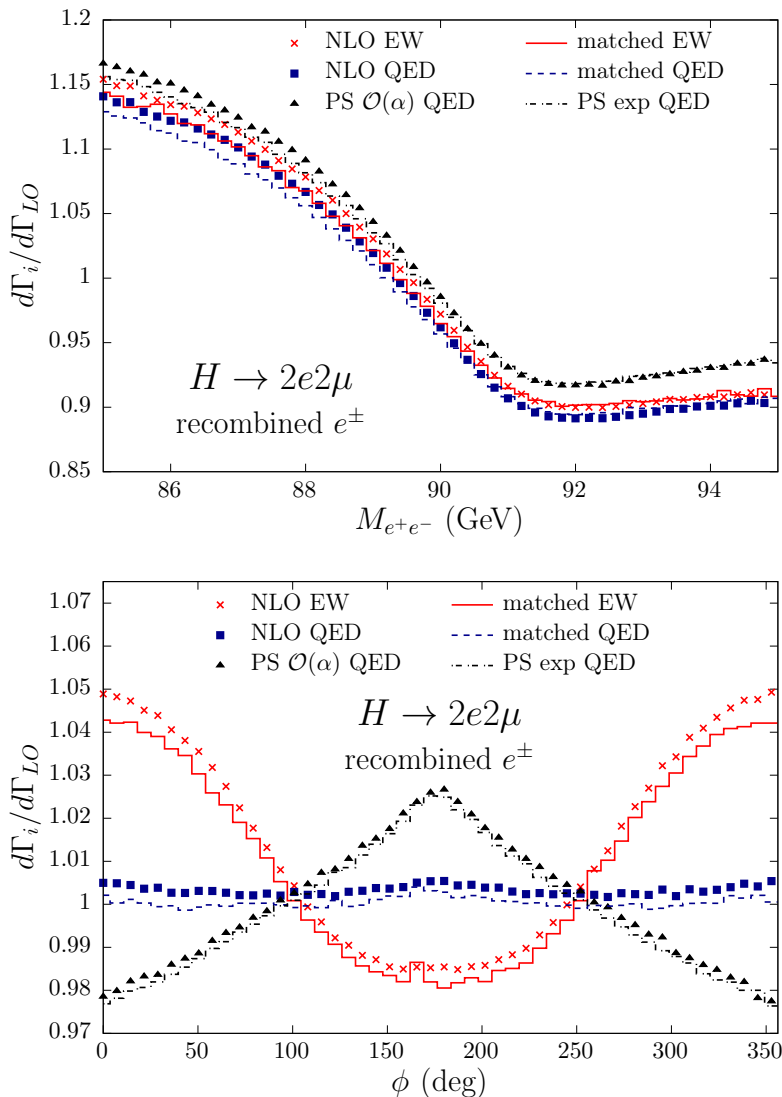 1.2
1.15
1.1
1.05
1
0.95
0.9
0.85
dΓ_i/dΓ_LO
× NLO EW
■ NLO QED
▲ PS 𝒪(α) QED
matched EW
matched QED
PS exp QED
H → 2e2μ
recombined e^±
86 88 90 92 94
M_{e^+e^-} (GeV)
1.07
1.06
1.05
1.04
1.03
1.02
1.01
1
0.99
0.98
0.97
dΓ_i/dΓ_LO
× NLO EW
■ NLO QED
▲ PS 𝒪(α) QED
matched EW
matched QED
PS exp QED
H → 2e2μ
recombined e^±
0 50 100 150 200 250 300 350
φ (deg)